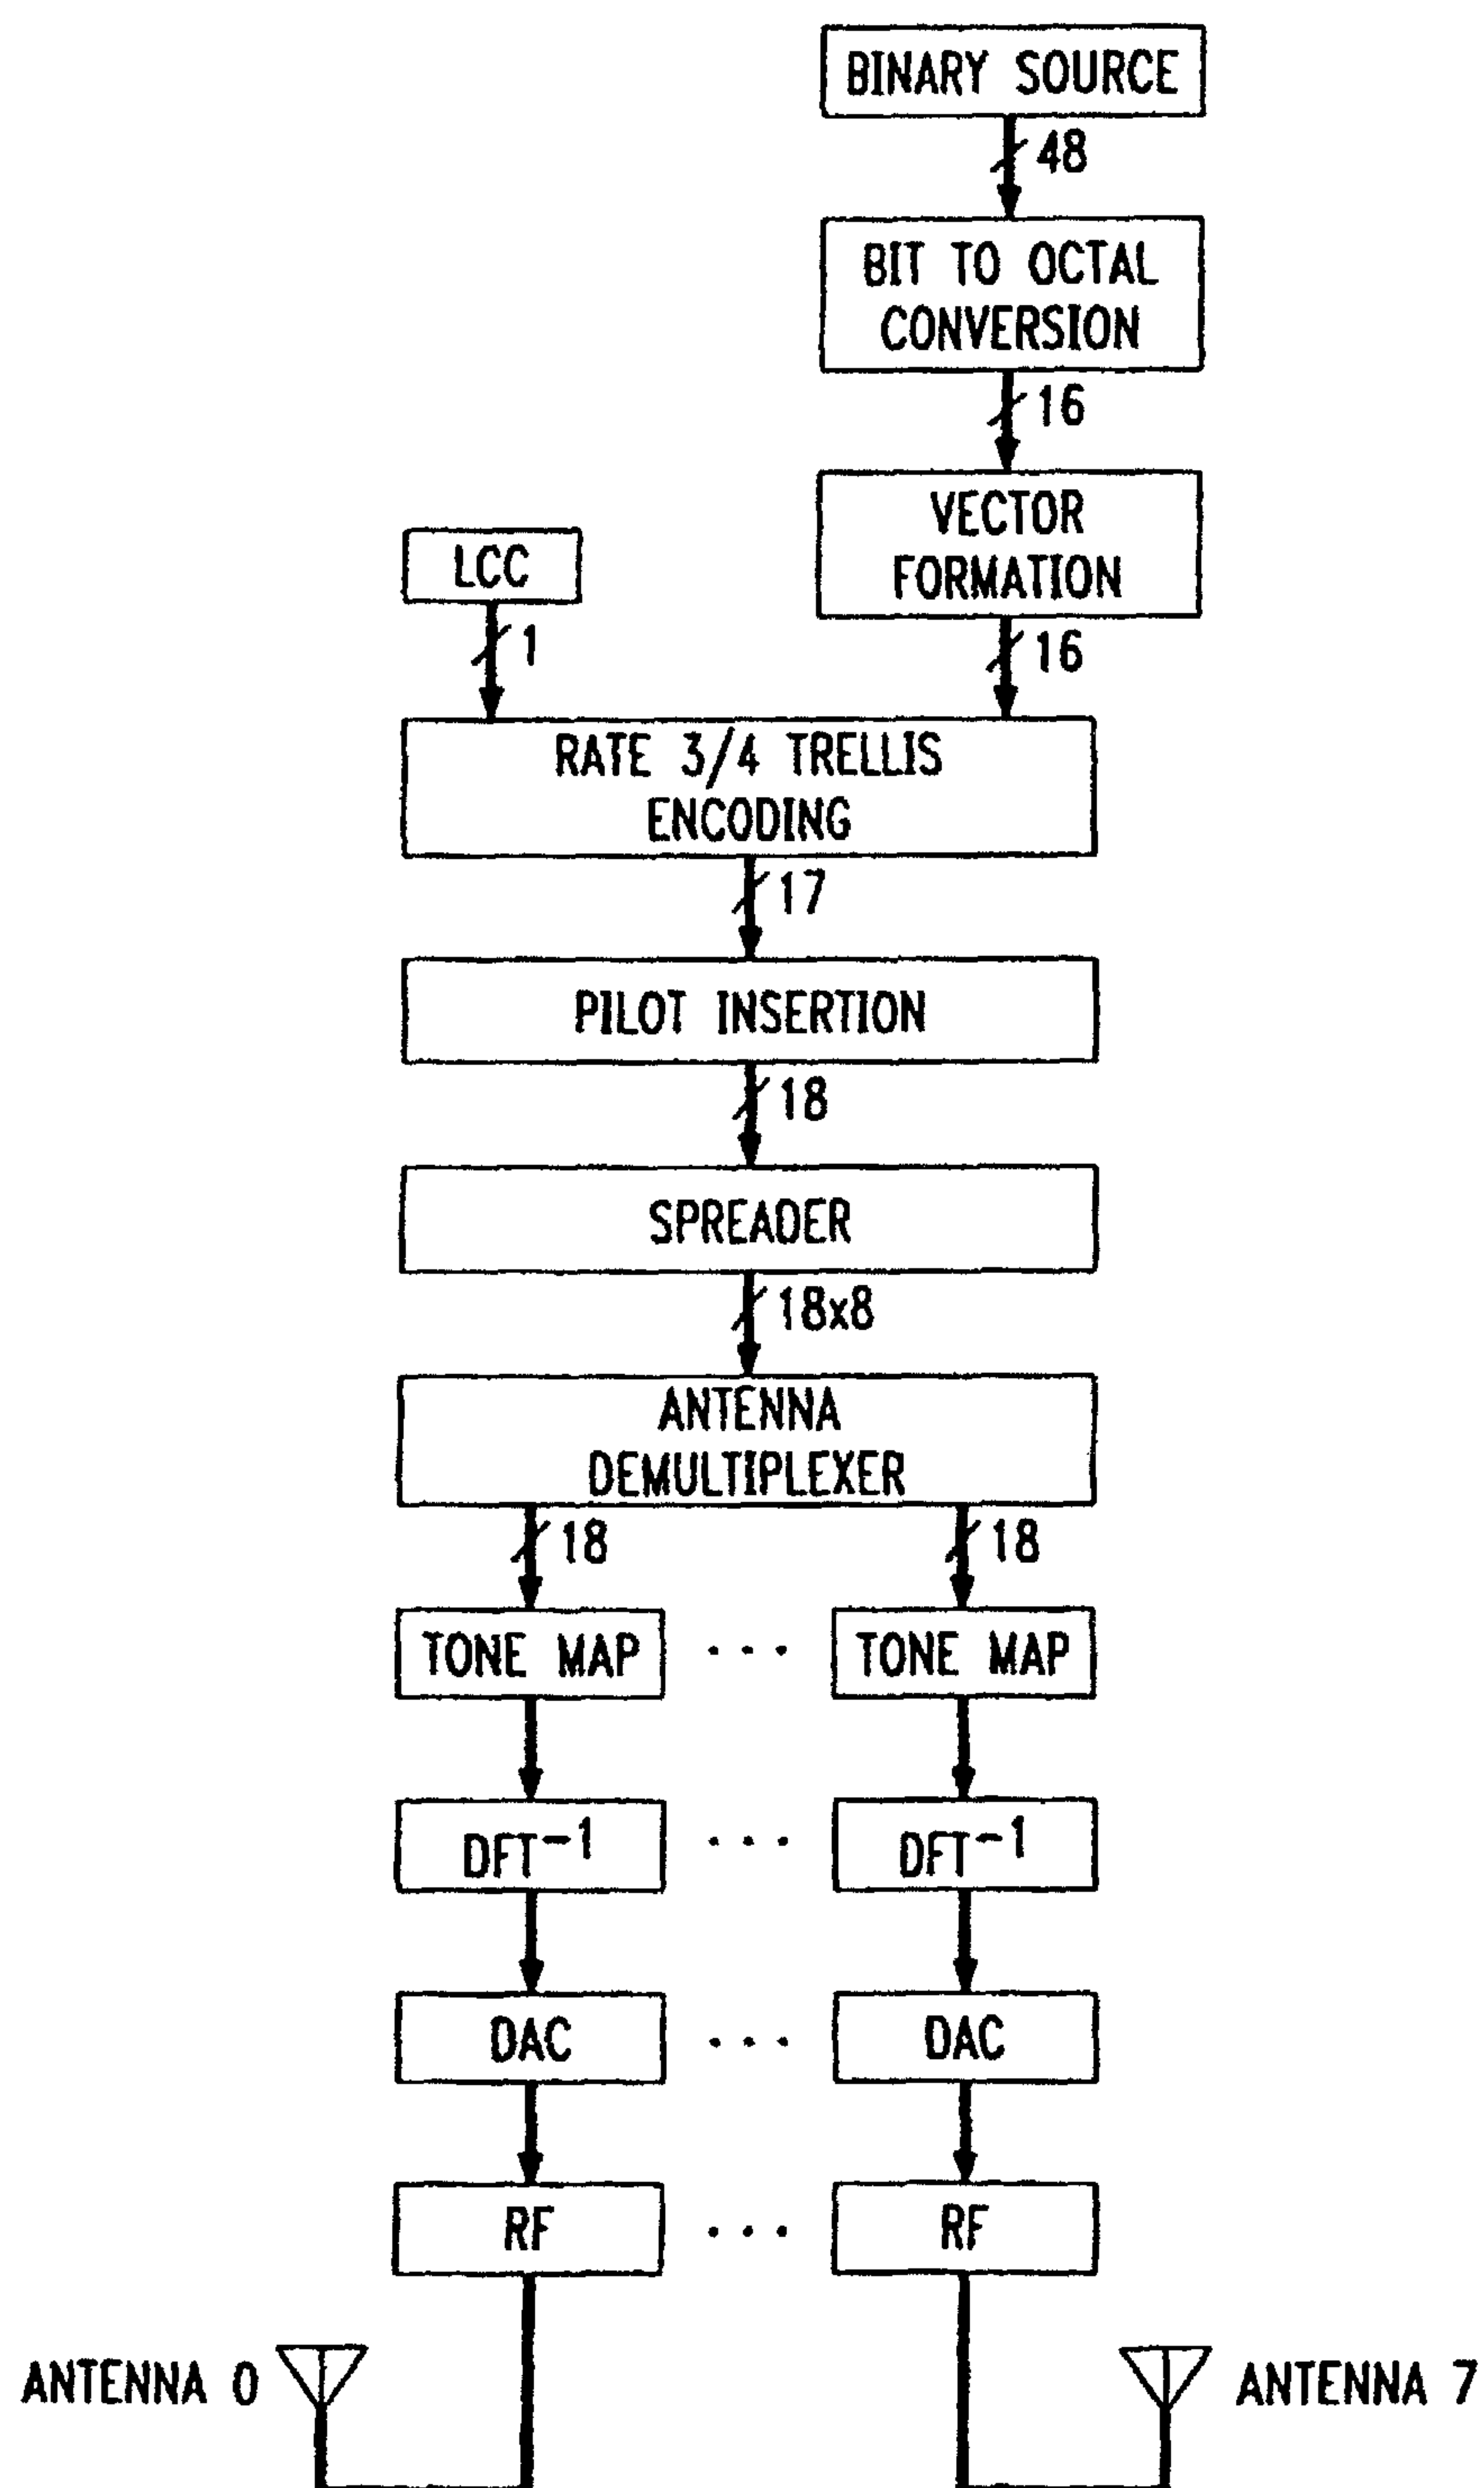 BINARY SOURCE
48
BIT TO OCTAL
CONVERSION
16
VECTOR
FORMATION
LCC
1
16
RATE 3/4 TRELLIS
ENCODING
17
PILOT INSERTION
18
SPREADER
18x8
ANTENNA
DEMULTIPLEXER
18 18
TONE MAP ... TONE MAP
DFT⁻¹ ... DFT⁻¹
DAC ... DAC
RF ... RF
ANTENNA 0 ANTENNA 7